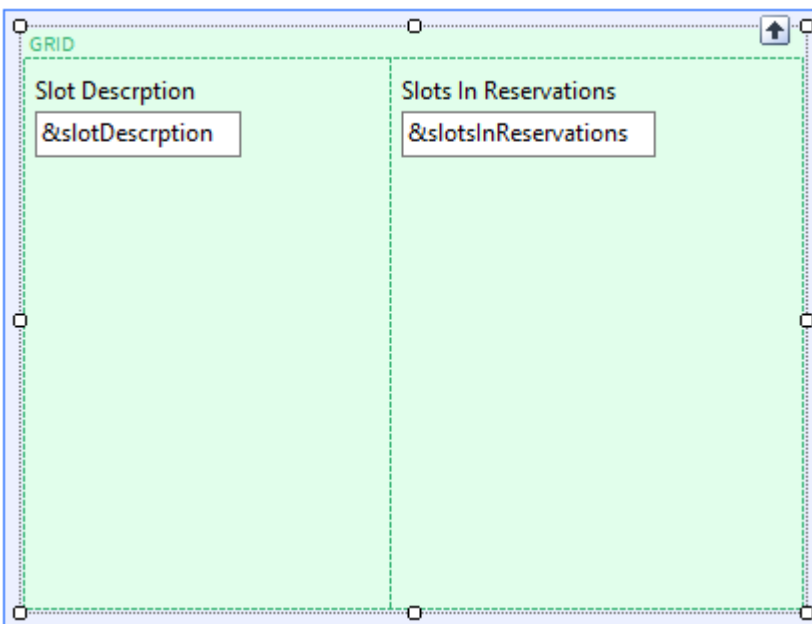 GRID
Slot Descrption
Slots In Reservations
&slotDescrption
&slotsInReservations